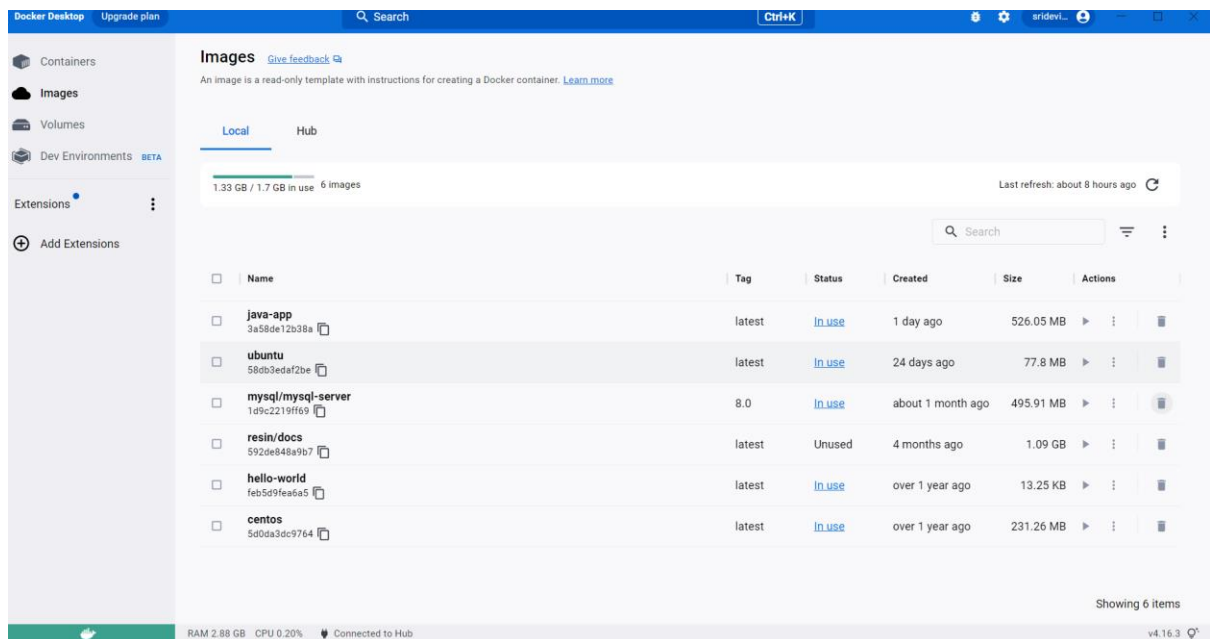 Docker Desktop Upgrade plan Search Ctrl+K sridevi...
Containers
Images
Volumes
Dev Environments BETA
Extensions
Add Extensions
Images Give feedback
An image is a read-only template with instructions for creating a Docker container. Learn more
Local Hub
1.33 GB / 1.7 GB in use 6 images Last refresh: about 8 hours ago
Search
Name Tag Status Created Size Actions
java-app
3a58de12b38a latest In use 1 day ago 526.05 MB
ubuntu
58db3edaf2be latest In use 24 days ago 77.8 MB
mysql/mysql-server
1d9c2219ff69 8.0 In use about 1 month ago 495.91 MB
resin/docs
592de848a9b7 latest Unused 4 months ago 1.09 GB
hello-world
feb5d9fea6a5 latest In use over 1 year ago 13.25 KB
centos
5d0da3dc9764 latest In use over 1 year ago 231.26 MB
Showing 6 items
RAM 2.88 GB CPU 0.20% Connected to Hub v4.16.3